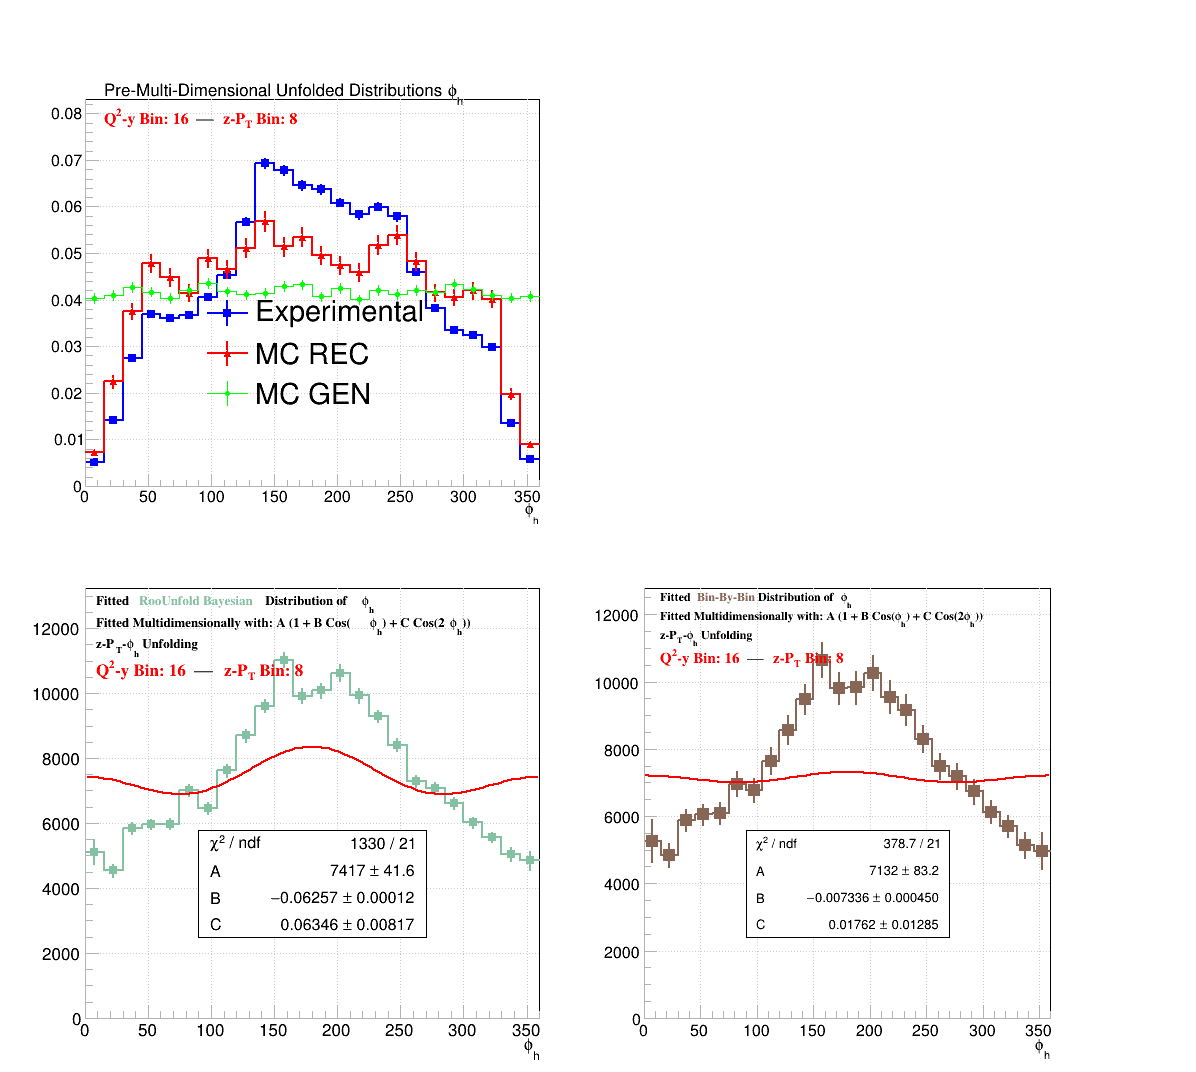 Pre-Multi-Dimensional Unfolded Distributions ϕh
Q2-y Bin: 16 — z-PT Bin: 8
0.08
0.07
0.06
0.05
0.04
0.03
0.02
0.01
0
Experimental
MC REC
MC GEN
0 50 100 150 200 250 300 350
ϕh
Fitted RooUnfold Bayesian Distribution of ϕh
Fitted Multidimensionally with: A (1 + B Cos( ϕh) + C Cos(2 ϕh))
z-PT-ϕh Unfolding
Q2-y Bin: 16 — z-PT Bin: 8
12000
10000
8000
6000
4000
2000
0
χ2 / ndf 1330 / 21
A 7417 ± 41.6
B −0.06257 ± 0.00012
C 0.06346 ± 0.00817
0 50 100 150 200 250 300 350
ϕh
Fitted Bin-By-Bin Distribution of ϕh
Fitted Multidimensionally with: A (1 + B Cos(ϕh) + C Cos(2ϕh))
z-PT-ϕh Unfolding
Q2-y Bin: 16 — z-PT Bin: 8
12000
10000
8000
6000
4000
2000
0
χ2 / ndf 378.7 / 21
A 7132 ± 83.2
B −0.007336 ± 0.000450
C 0.01762 ± 0.01285
0 50 100 150 200 250 300 350
ϕh